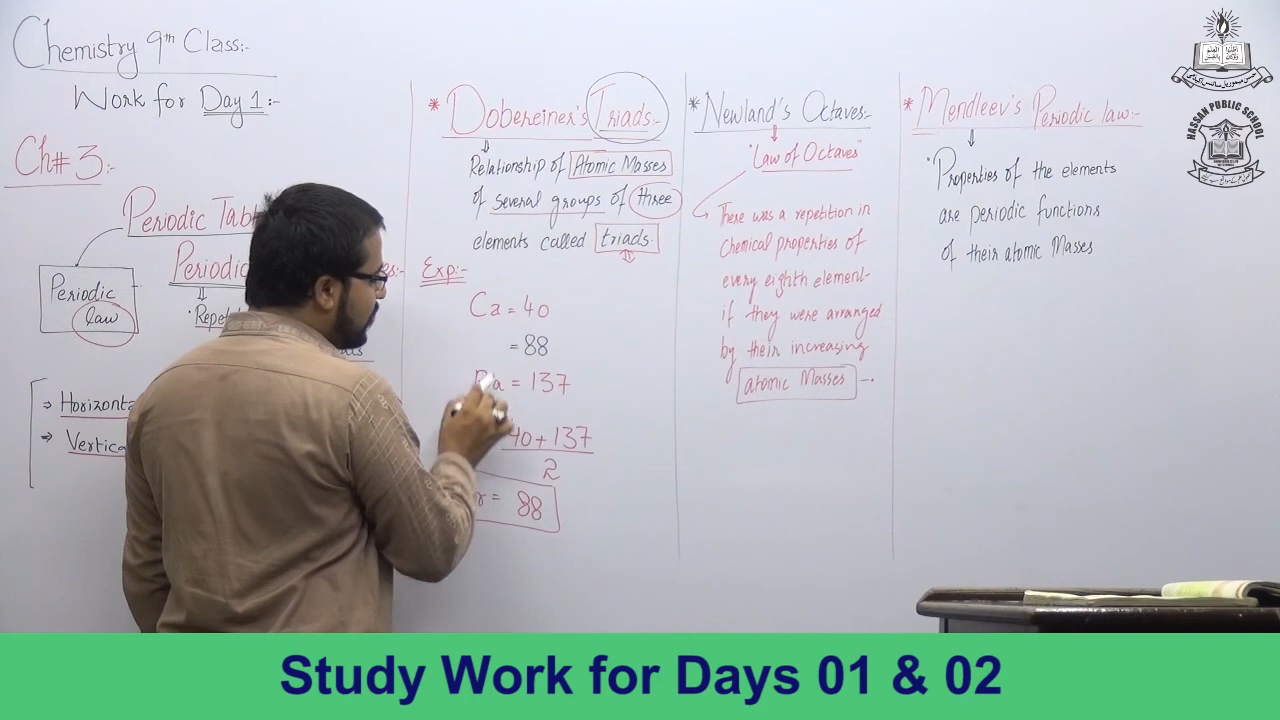 Chemistry 9th Class:-
Work for Day 1:-
Ch# 3:-
Periodic
Periodic
law
Periodic
⇒ Horizonta
⇒
* Dobereiner's Triads:-
Relationship of Atomic Masses
of several groups of three
elements called triads.
Exp:-
Ca = 40
= 88
= 137
40 + 137
2
= 88
* Newland's Octaves:-
"Law of Octaves"
There was a repetition in
chemical properties of
every eighth element
if they were arranged
by their increasing
atomic Masses
* Mendleev's Periodic law:-
Properties of the elements
are periodic functions
of their atomic Masses
HASSAN PUBLIC SCHOOL
Study Work for Days 01 & 02